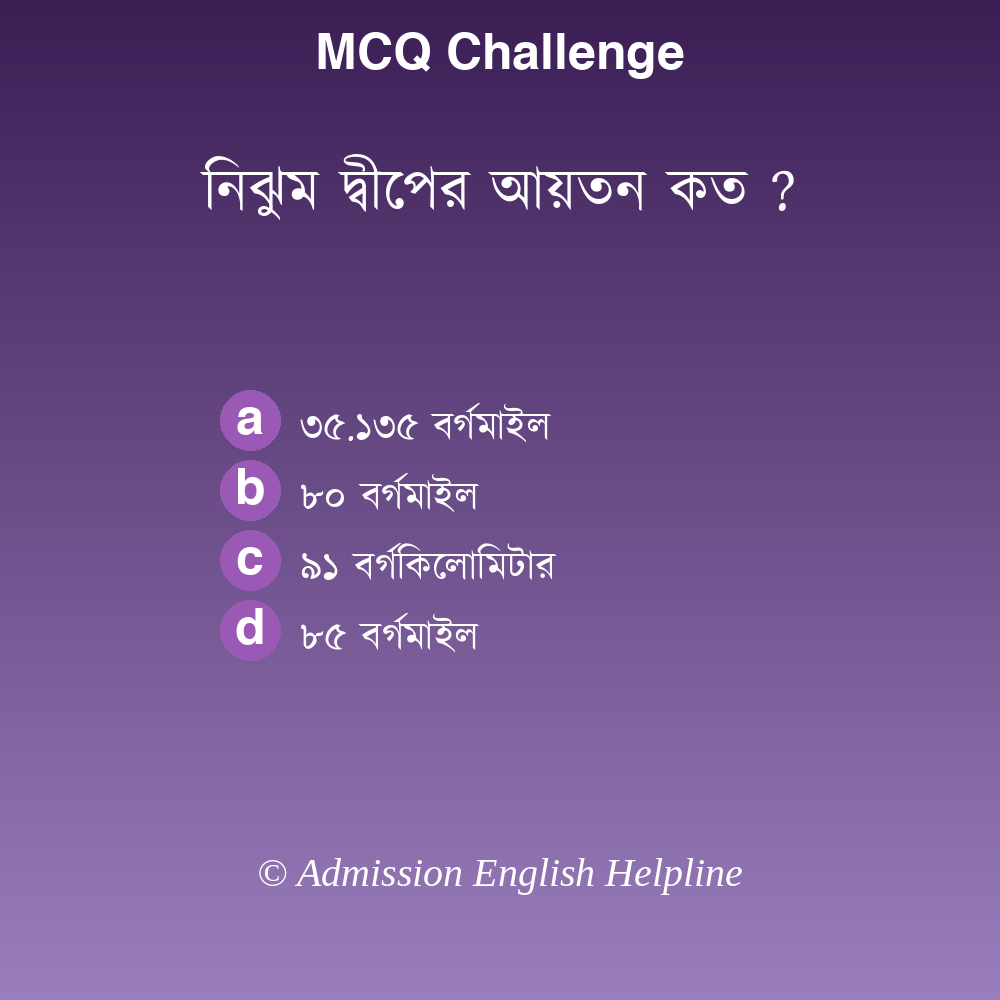 MCQ Challenge
নিঝুম দ্বীপের আয়তন কত ?
a ৩৫.১৩৫ বর্গমাইল
b ৮০ বর্গমাইল
c ৯১ বর্গকিলোমিটার
d ৮৫ বর্গমাইল
© Admission English Helpline